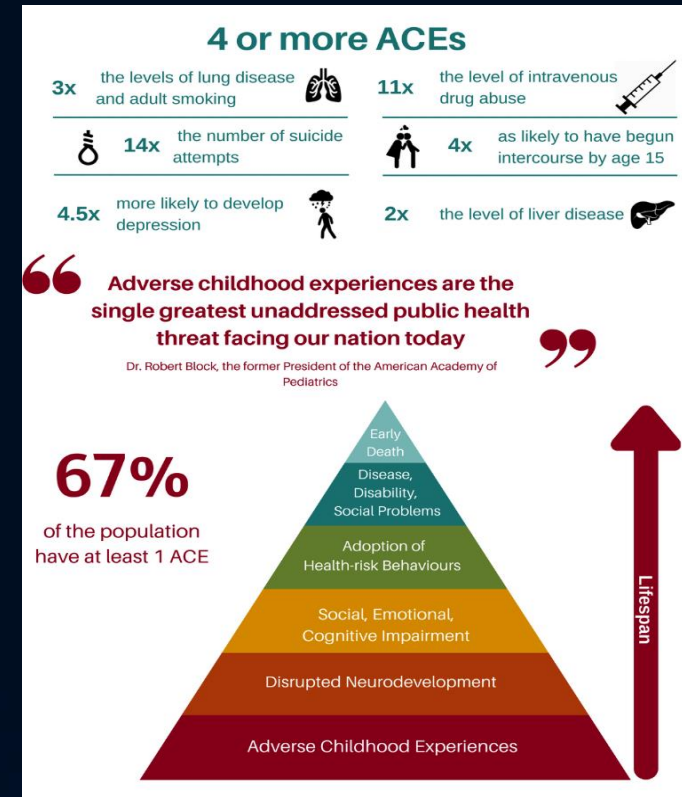 4 or more ACEs
3x
the levels of lung disease
and adult smoking
11x
the level of intravenous
drug abuse
14x
the number of suicide
attempts
4x
as likely to have begun
intercourse by age 15
4.5x
more likely to develop
depression
2x
the level of liver disease
“
Adverse childhood experiences are the
single greatest unaddressed public health
threat facing our nation today
”
Dr. Robert Block, the former President of the American Academy of
Pediatrics
67%
of the population
have at least 1 ACE
Early
Death
Disease,
Disability,
Social Problems
Adoption of
Health-risk Behaviours
Social, Emotional,
Cognitive Impairment
Disrupted Neurodevelopment
Adverse Childhood Experiences
Lifespan